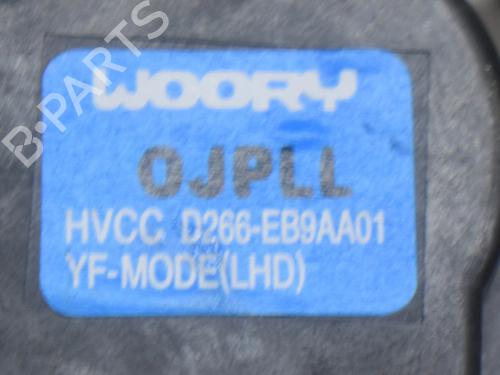 WOORY
OJPLL
HVCC D266-EB9AA01
YF-MODE(LHD)
B-PARTS